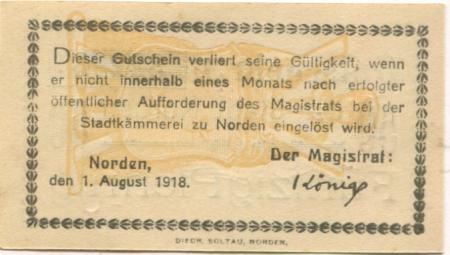 Dieser Gutschein verliert seine Gültigkeit, wenn
er nicht innerhalb eines Monats nach erfolgter
öffentlicher Aufforderung des Magistrats bei der
Stadtkämmerei zu Norden eingelöst wird.
Norden,
den 1. August 1918.
Der Magistrat:
König
DIEDR. SOLTAU, NORDEN.